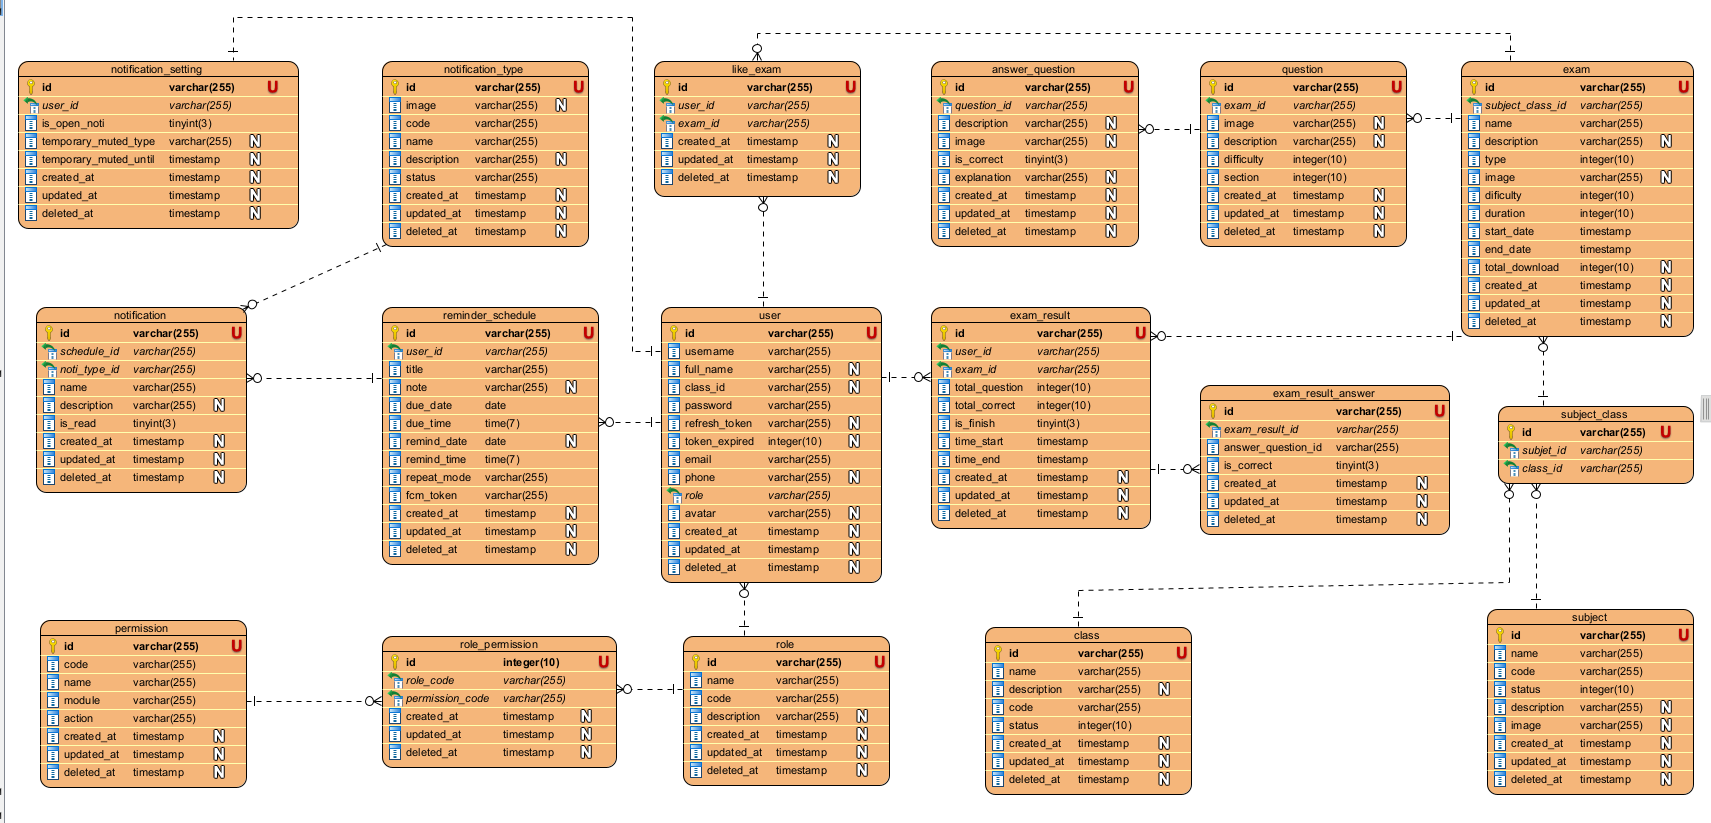 notification_setting
id varchar(255) U
user_id varchar(255)
is_open_noti tinyint(3)
temporary_muted_type varchar(255) N
temporary_muted_until timestamp N
created_at timestamp N
updated_at timestamp N
deleted_at timestamp N
notification_type
id varchar(255) U
image varchar(255) N
code varchar(255)
name varchar(255)
description varchar(255) N
status varchar(255)
created_at timestamp N
updated_at timestamp N
deleted_at timestamp N
like_exam
id varchar(255) U
user_id varchar(255)
exam_id varchar(255)
created_at timestamp N
updated_at timestamp N
deleted_at timestamp N
answer_question
id varchar(255) U
question_id varchar(255)
description varchar(255) N
image varchar(255) N
is_correct tinyint(3)
explanation varchar(255) N
created_at timestamp N
updated_at timestamp N
deleted_at timestamp N
question
id varchar(255) U
exam_id varchar(255)
image varchar(255) N
description varchar(255) N
difficulty integer(10)
section integer(10)
created_at timestamp N
updated_at timestamp N
deleted_at timestamp N
exam
id varchar(255) U
subject_class_id varchar(255)
name varchar(255)
description varchar(255) N
type integer(10)
image varchar(255) N
dificulty integer(10)
duration integer(10)
start_date timestamp
end_date timestamp
total_download integer(10) N
created_at timestamp N
updated_at timestamp N
deleted_at timestamp N
notification
id varchar(255) U
schedule_id varchar(255)
noti_type_id varchar(255)
name varchar(255)
description varchar(255) N
is_read tinyint(3)
created_at timestamp N
updated_at timestamp N
deleted_at timestamp N
reminder_schedule
id varchar(255) U
user_id varchar(255)
title varchar(255)
note varchar(255) N
due_date date
due_time time(7)
remind_date date N
remind_time time(7)
repeat_mode varchar(255)
fcm_token varchar(255)
created_at timestamp N
updated_at timestamp N
deleted_at timestamp N
user
id varchar(255) U
username varchar(255)
full_name varchar(255) N
class_id varchar(255) N
password varchar(255)
refresh_token varchar(255) N
token_expired integer(10) N
email varchar(255)
phone varchar(255) N
role varchar(255)
avatar varchar(255) N
created_at timestamp N
updated_at timestamp N
deleted_at timestamp N
exam_result
id varchar(255) U
user_id varchar(255)
exam_id varchar(255)
total_question integer(10)
total_correct integer(10)
is_finish tinyint(3)
time_start timestamp
time_end timestamp
created_at timestamp N
updated_at timestamp N
deleted_at timestamp N
exam_result_answer
id varchar(255) U
exam_result_id varchar(255)
answer_question_id varchar(255)
is_correct tinyint(3)
created_at timestamp N
updated_at timestamp N
deleted_at timestamp N
subject_class
id varchar(255) U
subjet_id varchar(255)
class_id varchar(255)
permission
id varchar(255) U
code varchar(255)
name varchar(255)
module varchar(255)
action varchar(255)
created_at timestamp N
updated_at timestamp N
deleted_at timestamp N
role_permission
id integer(10) U
role_code varchar(255)
permission_code varchar(255)
created_at timestamp N
updated_at timestamp N
deleted_at timestamp N
role
id varchar(255) U
name varchar(255)
code varchar(255)
description varchar(255) N
created_at timestamp N
updated_at timestamp N
deleted_at timestamp N
class
id varchar(255) U
name varchar(255)
description varchar(255) N
code varchar(255)
status integer(10)
created_at timestamp N
updated_at timestamp N
deleted_at timestamp N
subject
id varchar(255) U
name varchar(255)
code varchar(255)
status integer(10)
description varchar(255) N
image varchar(255) N
created_at timestamp N
updated_at timestamp N
deleted_at timestamp N